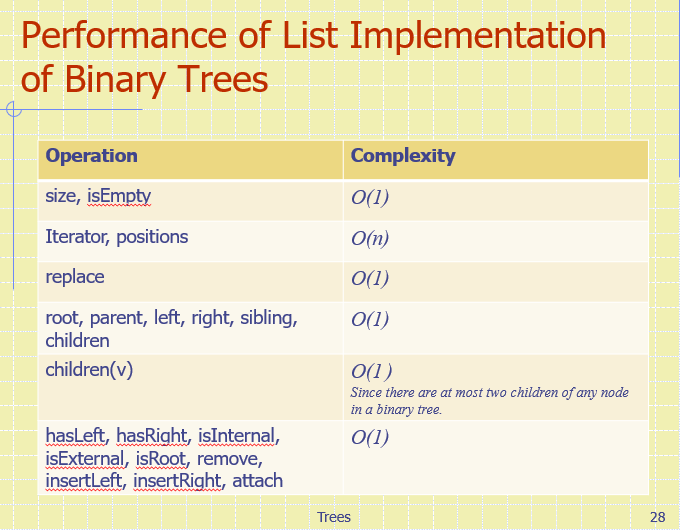 Performance of List Implementation
of Binary Trees
Operation
Complexity
size, isEmpty
O(1)
Iterator, positions
O(n)
replace
O(1)
root, parent, left, right, sibling,
children
O(1)
children(v)
O(1 )
Since there are at most two children of any node
in a binary tree.
hasLeft, hasRight, isInternal,
isExternal, isRoot, remove,
insertLeft, insertRight, attach
O(1)
Trees
28